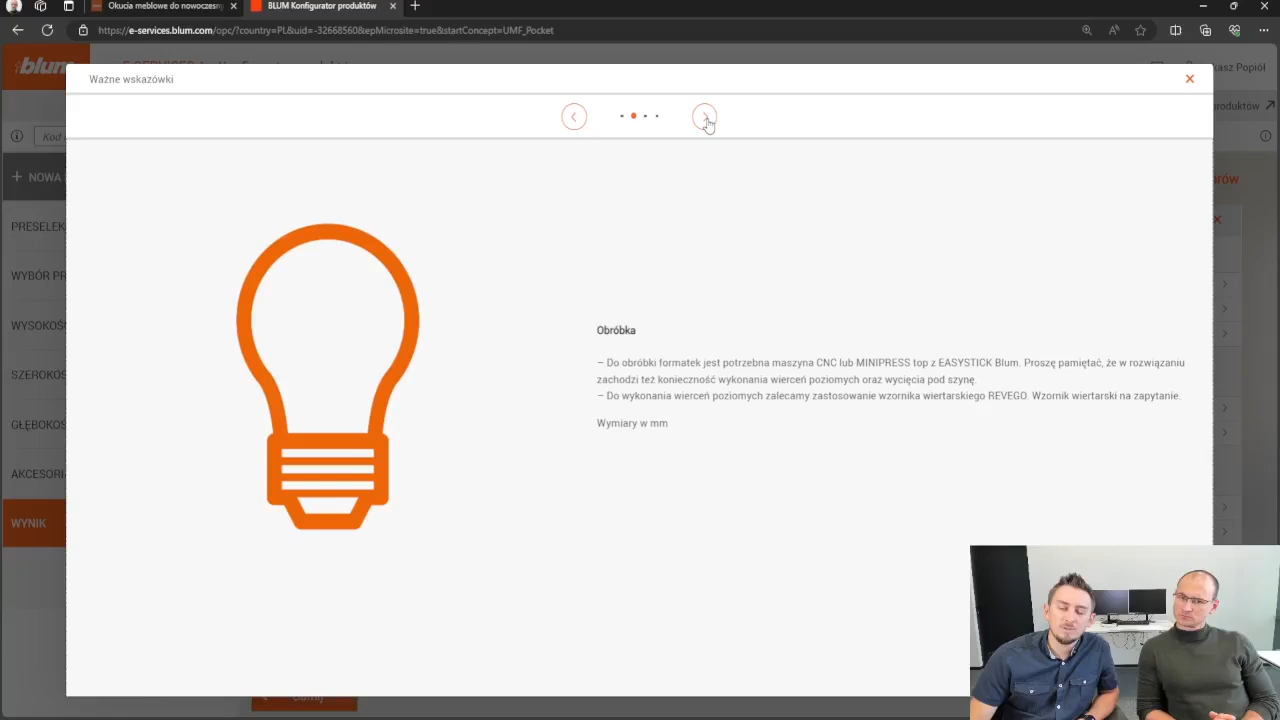 Okucia meblowe do nowoczesny
BLUM Konfigurator produktów
https://e-services.blum.com/opc/?country=PL&uid=-32668560&epMicrosite=true&startConcept=UMF_Pocket
blum
Ważne wskazówki
Kod
NOWA
PRESELEK
WYBÓR PR
WYSOKOŚ
SZEROKOŚ
GŁĘBOKOŚ
AKCESORI
WYNIK
Obróbka
– Do obróbki formatek jest potrzebna maszyna CNC lub MINIPRESS top z EASYSTICK Blum. Proszę pamiętać, że w rozwiązaniu
zachodzi też konieczność wykonania wierceń poziomych oraz wycięcia pod szynę.
– Do wykonania wierceń poziomych zalecamy zastosowanie wzornika wiertarskiego REVEGO. Wzornik wiertarski na zapytanie.
Wymiary w mm